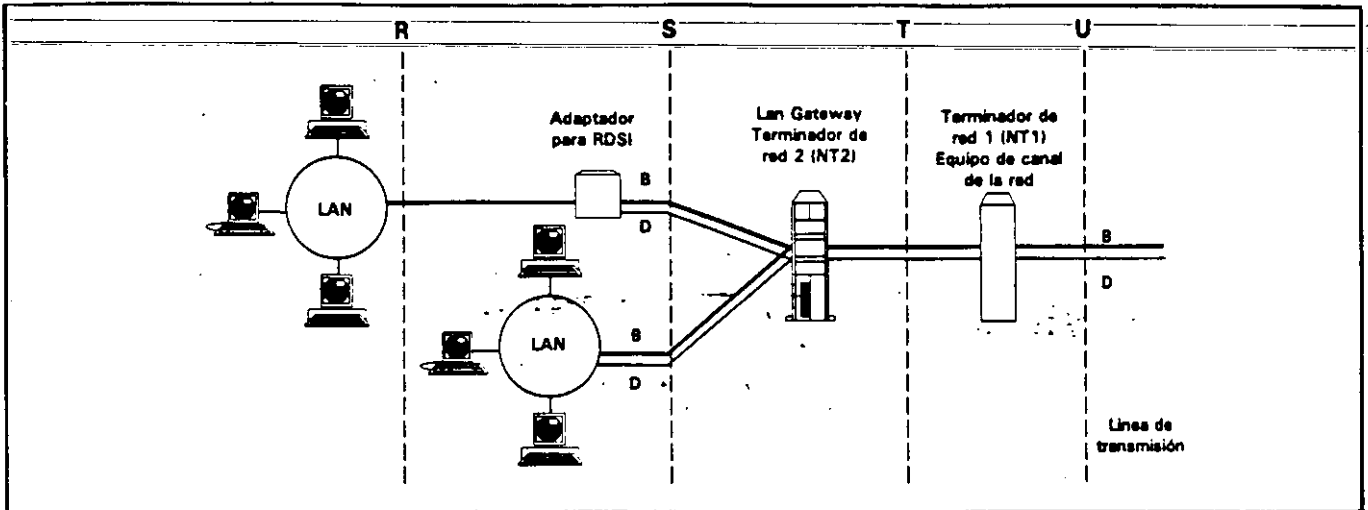 R S T U
Adaptador
para RDSI
Lan Gateway
Terminador de
red 2 (NT2)
Terminador de
red 1 (NT1)
Equipo de canal
de la red
LAN
B
D
B
D
LAN
B
D
Linea de
transmisión